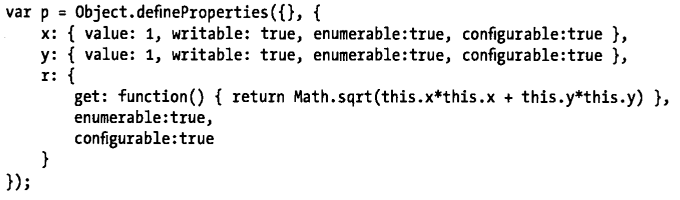 var p = Object.defineProperties({}, {
    x: { value: 1, writable: true, enumerable:true, configurable:true },
    y: { value: 1, writable: true, enumerable:true, configurable:true },
    r: {
        get: function() { return Math.sqrt(this.x*this.x + this.y*this.y) },
        enumerable:true,
        configurable:true
    }
});